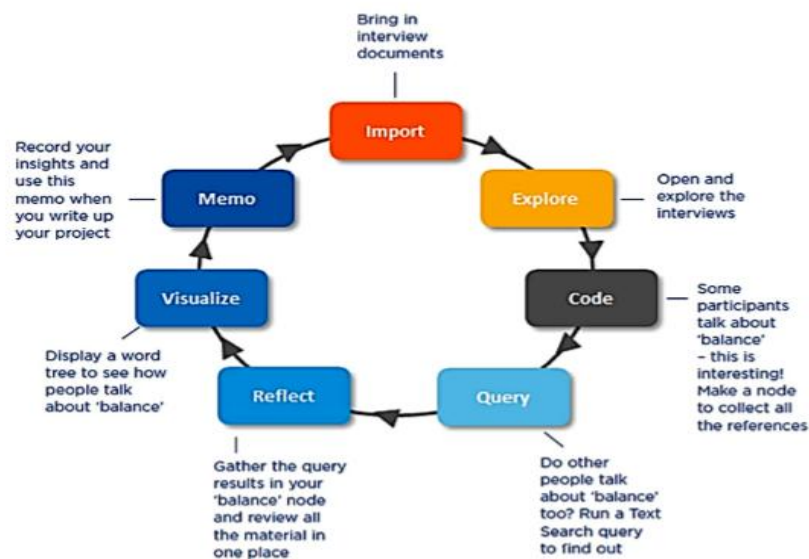 Bring in
interview
documents
Import
Explore
Open and
explore the
interviews
Code
Some
participants
talk about
'balance'
– this is
interesting!
Make a node
to collect all
the references
Query
Do other
people talk
about 'balance'
too? Run a Text
Search query
to find out
Reflect
Gather the query
results in your
'balance' node
and review all
the material in
one place
Visualize
Display a word
tree to see how
people talk
about 'balance'
Memo
Record your
insights and
use this
memo when
you write up
your project